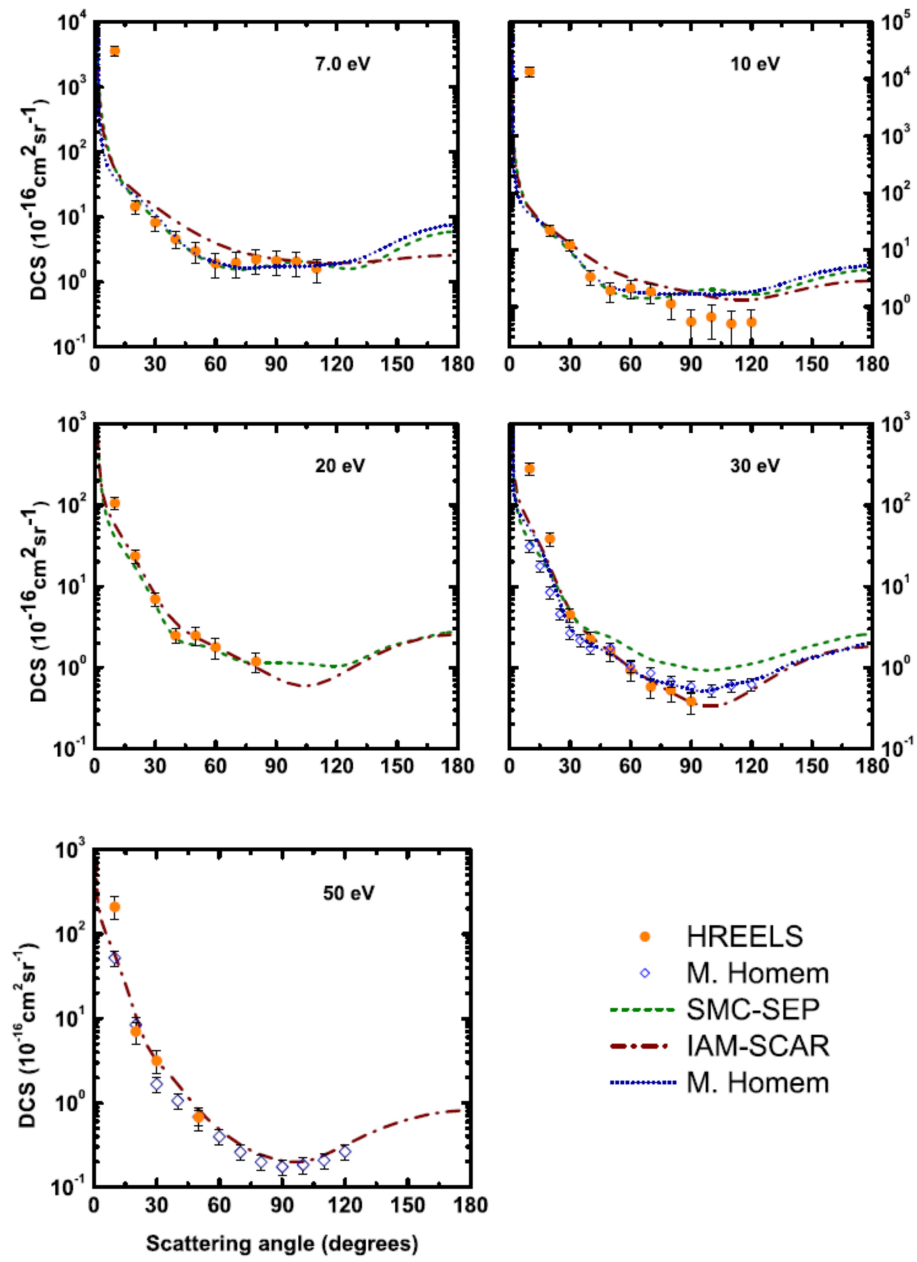 10^4
10^3
10^2
10^1
10^0
10^-1
DCS (10^-16cm^2sr^-1)
7.0 eV
0 30 60 90 120 150 180
10 eV
10^5
10^4
10^3
10^2
10^1
10^0
0 30 60 90 120 150 180
10^3
10^2
10^1
10^0
10^-1
DCS (10^-16cm^2sr^-1)
20 eV
0 30 60 90 120 150 180
30 eV
10^3
10^2
10^1
10^0
10^-1
0 30 60 90 120 150 180
10^3
10^2
10^1
10^0
10^-1
DCS (10^-16cm^2sr^-1)
50 eV
0 30 60 90 120 150 180
Scattering angle (degrees)
HREELS
M. Homem
SMC-SEP
IAM-SCAR
M. Homem